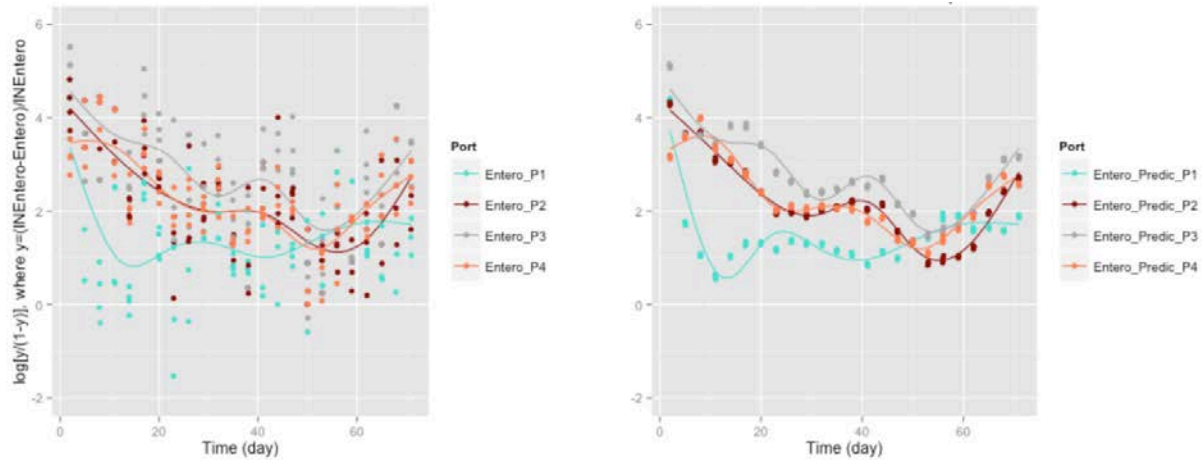 log[y/(1-y)], where y=(INEntero-Entero)/INEntero
6
4
2
0
-2
0
20
40
60
Time (day)
Port
Entero_P1
Entero_P2
Entero_P3
Entero_P4
6
4
2
0
-2
0
20
40
60
Time (day)
Port
Entero_Predic_P1
Entero_Predic_P2
Entero_Predic_P3
Entero_Predic_P4